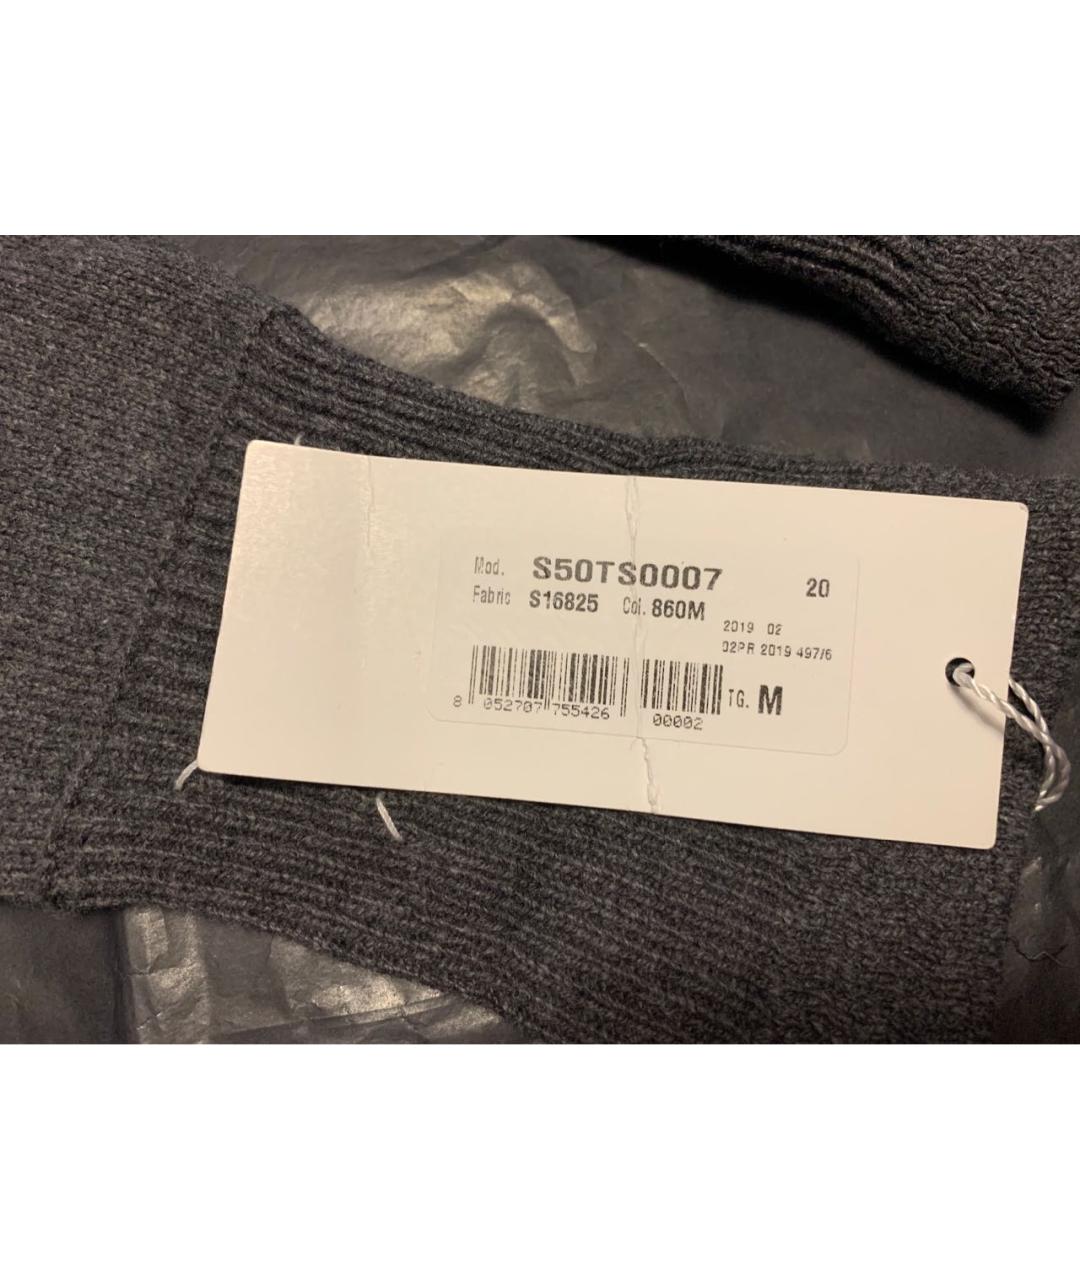 Mod. S50TS0007 20
Fabric S16825 Col. 860M
2019 02
02PR 2019 497/6
8 052707 755426 00002 TG. M